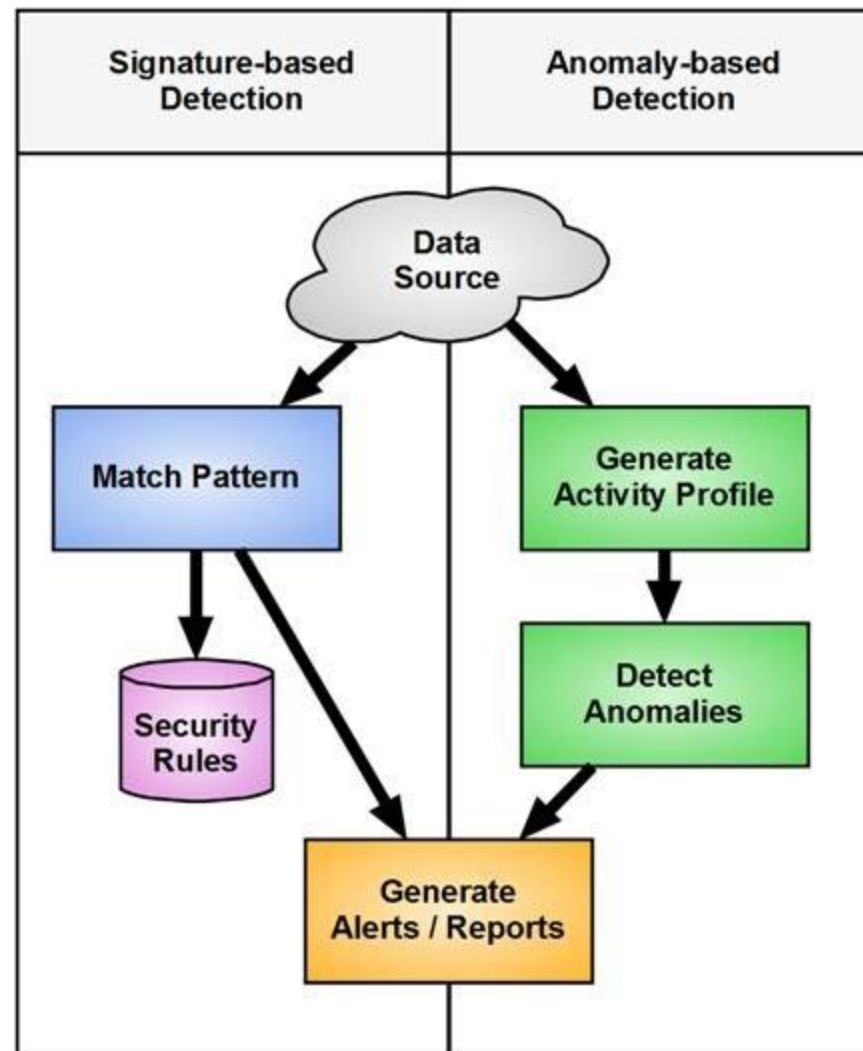 Signature-based
Detection
Anomaly-based
Detection
Data
Source
Match Pattern
Generate
Activity Profile
Security
Rules
Detect
Anomalies
Generate
Alerts / Reports